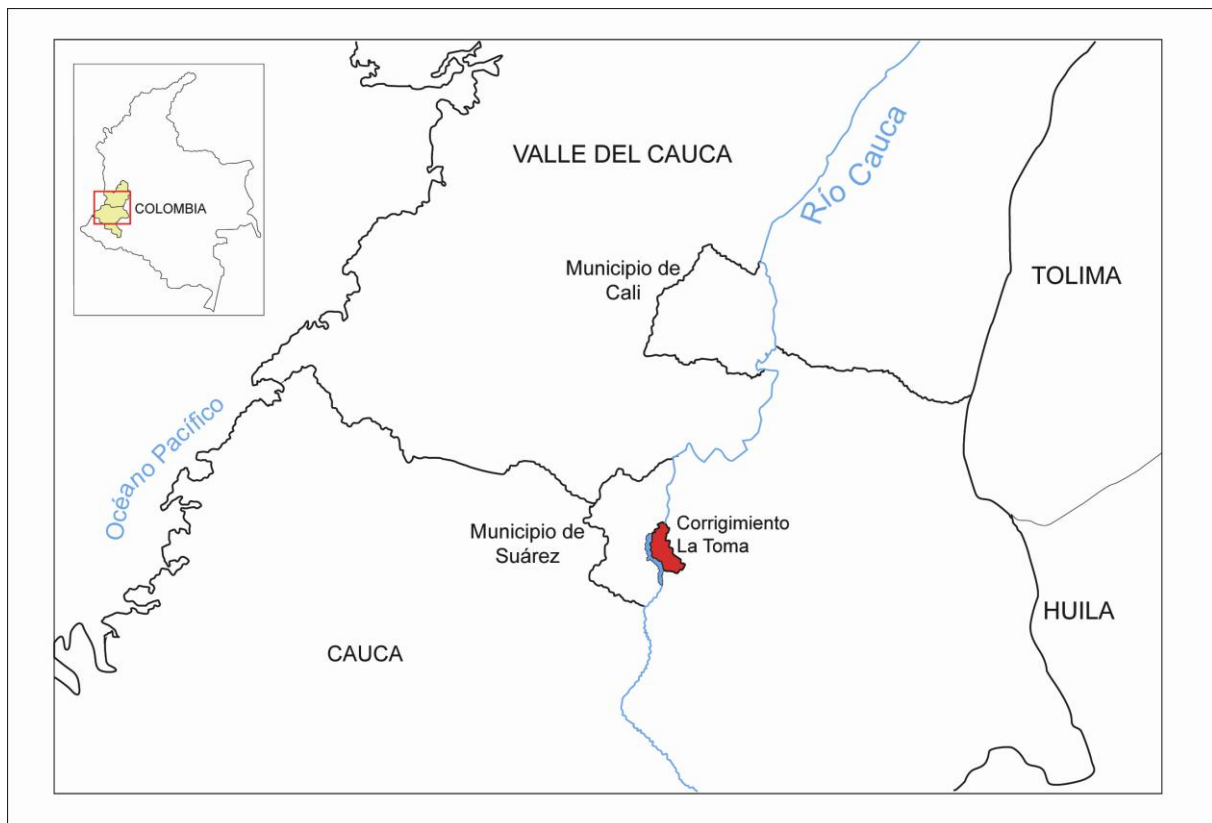 COLOMBIA
VALLE DEL CAUCA
Río Cauca
Municipio de
Cali
TOLIMA
Océano Pacífico
Municipio de
Suárez
Corrigimiento
La Toma
HUILA
CAUCA